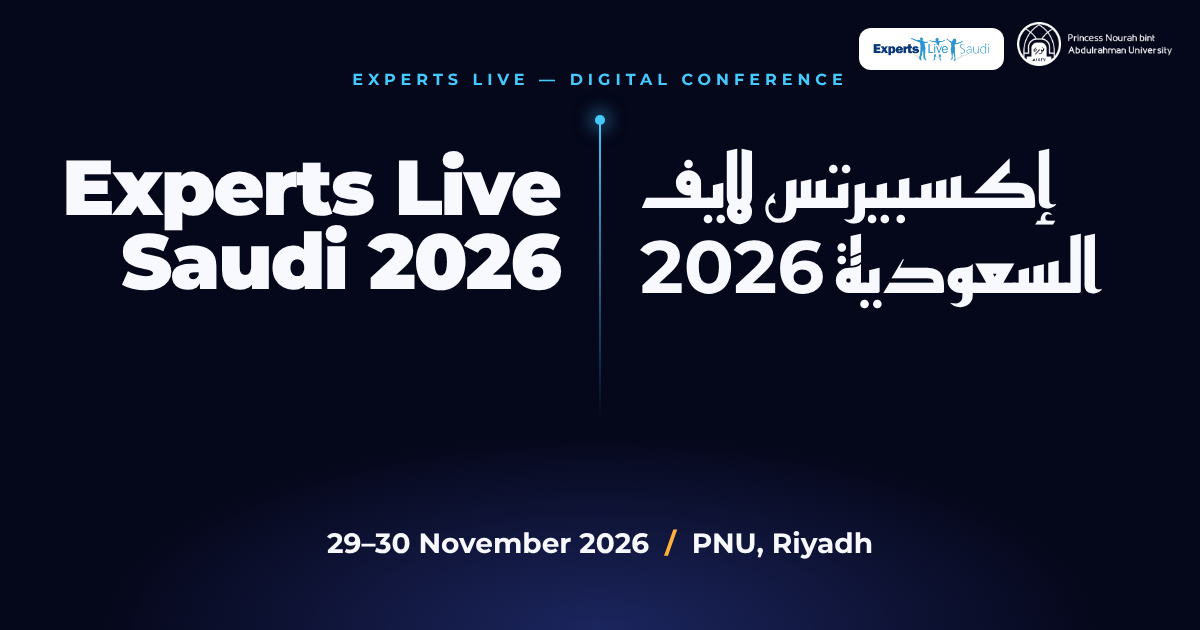 Experts Live Saudi
Princess Nourah bint
Abdulrahman University
EXPERTS LIVE — DIGITAL CONFERENCE
Experts Live
Saudi 2026
إكسبيرتس لايف
السعودية 2026
29–30 November 2026 / PNU, Riyadh